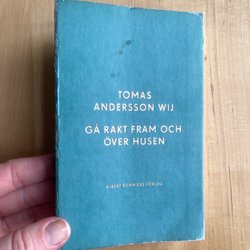 TOMAS
ANDERSSON WIJ
GÅ RAKT FRAM OCH
ÖVER HUSEN
ALBERT BONNIERS FÖRLAG